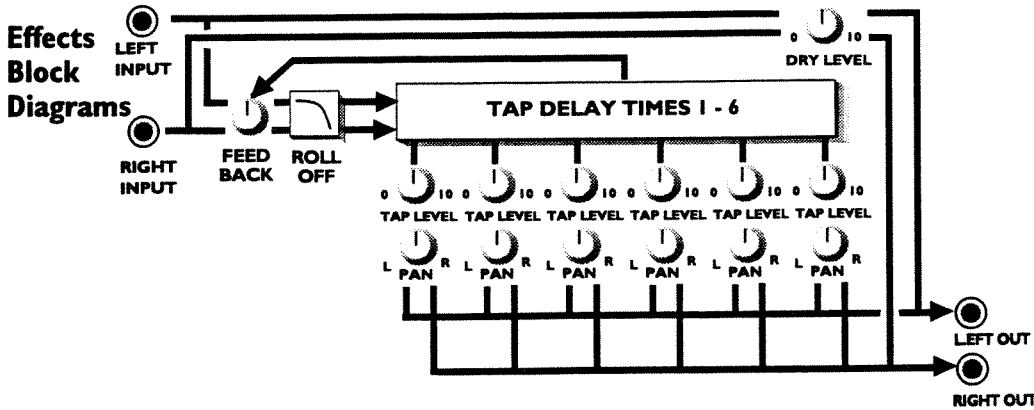 Effects
Block
Diagrams
LEFT
INPUT
RIGHT
INPUT
0 10
DRY LEVEL
TAP DELAY TIMES 1 - 6
FEED
BACK
ROLL
OFF
0 10 0 10 0 10 0 10 0 10 0 10
TAP LEVEL TAP LEVEL TAP LEVEL TAP LEVEL TAP LEVEL TAP LEVEL
L PAN R L PAN R L PAN R L PAN R L PAN R L PAN R
LEFT OUT
RIGHT OUT